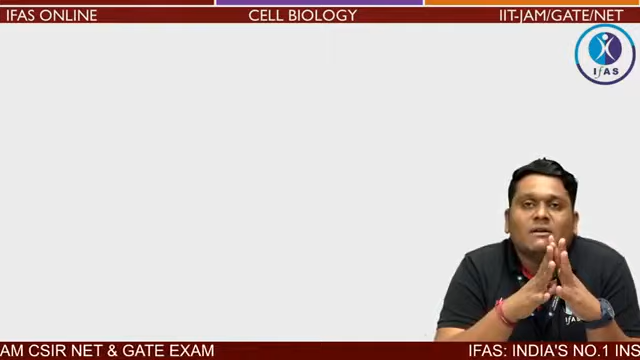 IFAS ONLINE
CELL BIOLOGY
IIT-JAM/GATE/NET
IfAS
IfAS
AM CSIR NET & GATE EXAM
IFAS: INDIA'S NO.1 INS